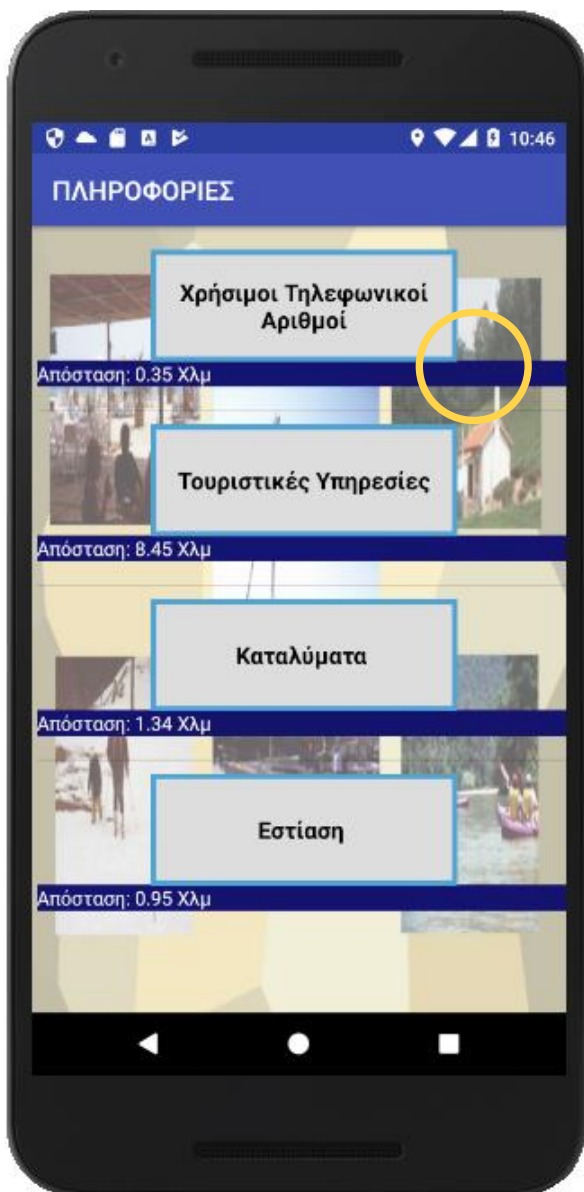 10:46
ΠΛΗΡΟΦΟΡΙΕΣ
Χρήσιμοι Τηλεφωνικοί
Αριθμοί
Απόσταση: 0.35 Χλμ
Τουριστικές Υπηρεσίες
Απόσταση: 8.45 Χλμ
Καταλύματα
Απόσταση: 1.34 Χλμ
Εστίαση
Απόσταση: 0.95 Χλμ